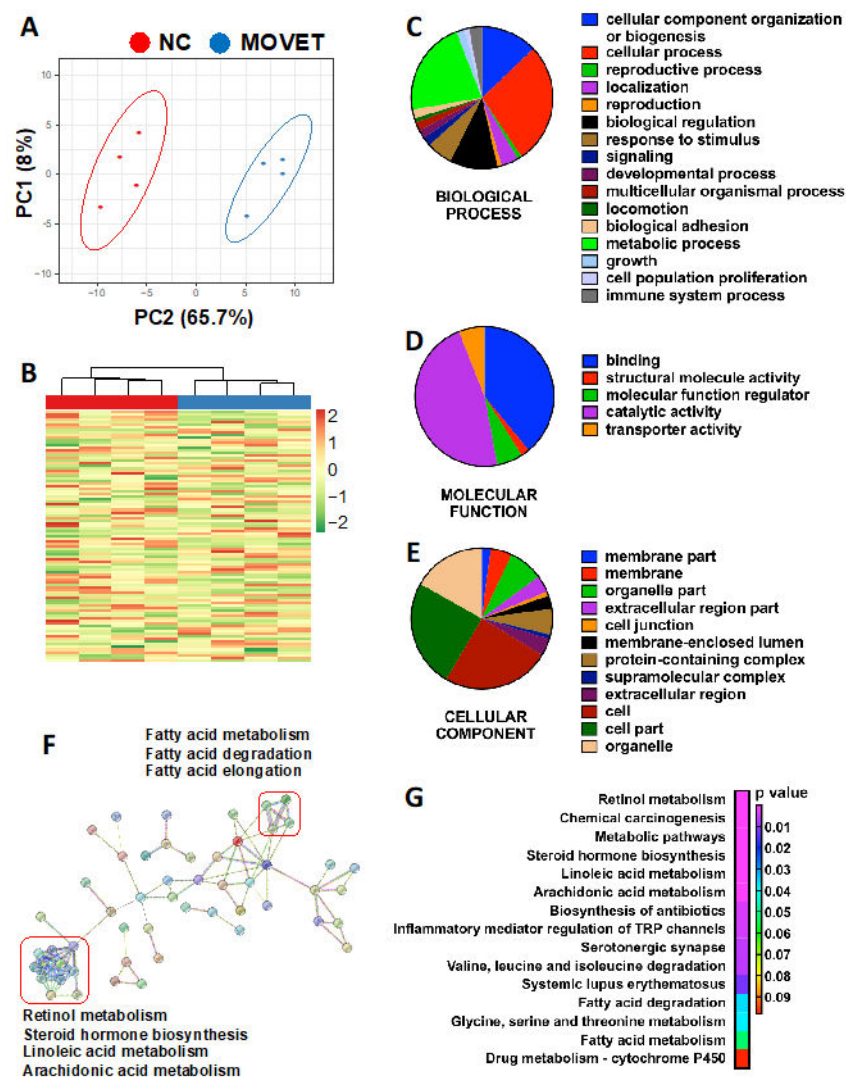 A
NC MOVET
10
5
0
−5
−10
−10 −5 0 5 10
PC1 (8%)
PC2 (65.7%)
B
2
1
0
−1
−2
C
BIOLOGICAL
PROCESS
cellular component organization
or biogenesis
cellular process
reproductive process
localization
reproduction
biological regulation
response to stimulus
signaling
developmental process
multicellular organismal process
locomotion
biological adhesion
metabolic process
growth
cell population proliferation
immune system process
D
MOLECULAR
FUNCTION
binding
structural molecule activity
molecular function regulator
catalytic activity
transporter activity
E
CELLULAR
COMPONENT
membrane part
membrane
organelle part
extracellular region part
cell junction
membrane-enclosed lumen
protein-containing complex
supramolecular complex
extracellular region
cell
cell part
organelle
F
Fatty acid metabolism
Fatty acid degradation
Fatty acid elongation
Retinol metabolism
Steroid hormone biosynthesis
Linoleic acid metabolism
Arachidonic acid metabolism
G
p value
Retinol metabolism
Chemical carcinogenesis
Metabolic pathways
Steroid hormone biosynthesis
Linoleic acid metabolism
Arachidonic acid metabolism
Biosynthesis of antibiotics
Inflammatory mediator regulation of TRP channels
Serotonergic synapse
Valine, leucine and isoleucine degradation
Systemic lupus erythematosus
Fatty acid degradation
Glycine, serine and threonine metabolism
Fatty acid metabolism
Drug metabolism - cytochrome P450
0.01
0.02
0.03
0.04
0.05
0.06
0.07
0.08
0.09